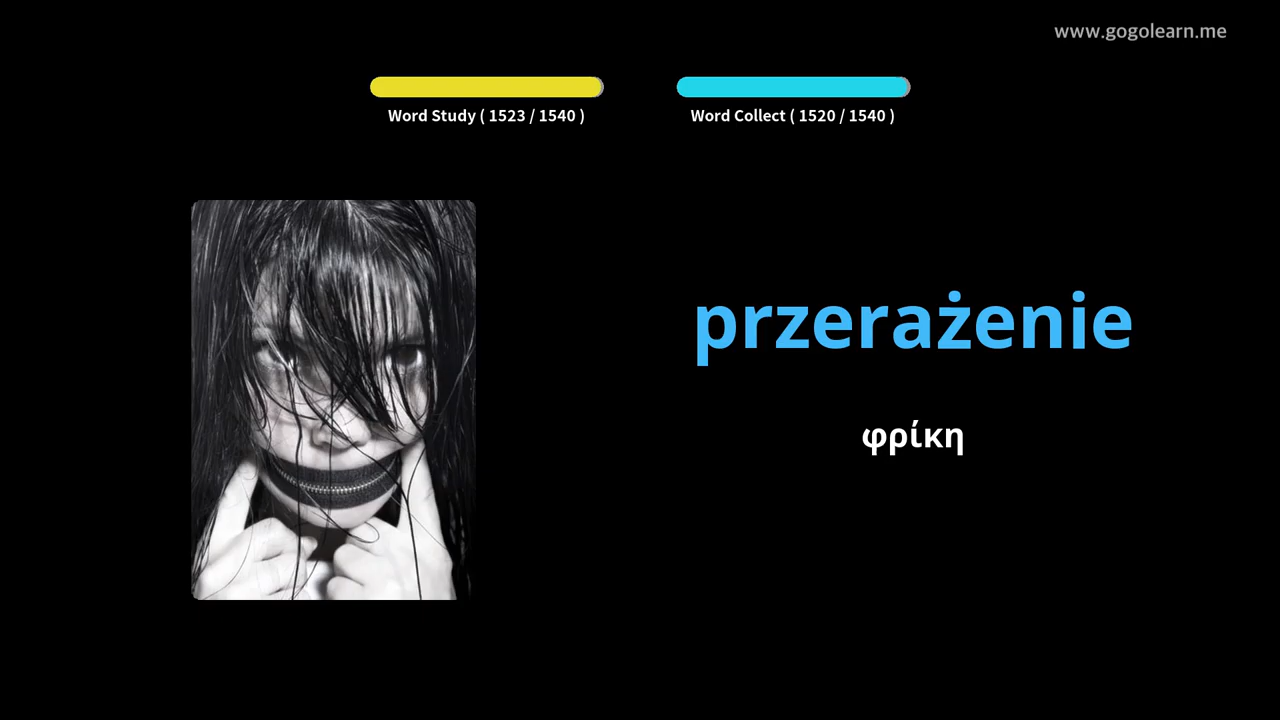 www.gogolearn.me
Word Study ( 1523 / 1540 )
Word Collect ( 1520 / 1540 )
przerażenie
φρίκη